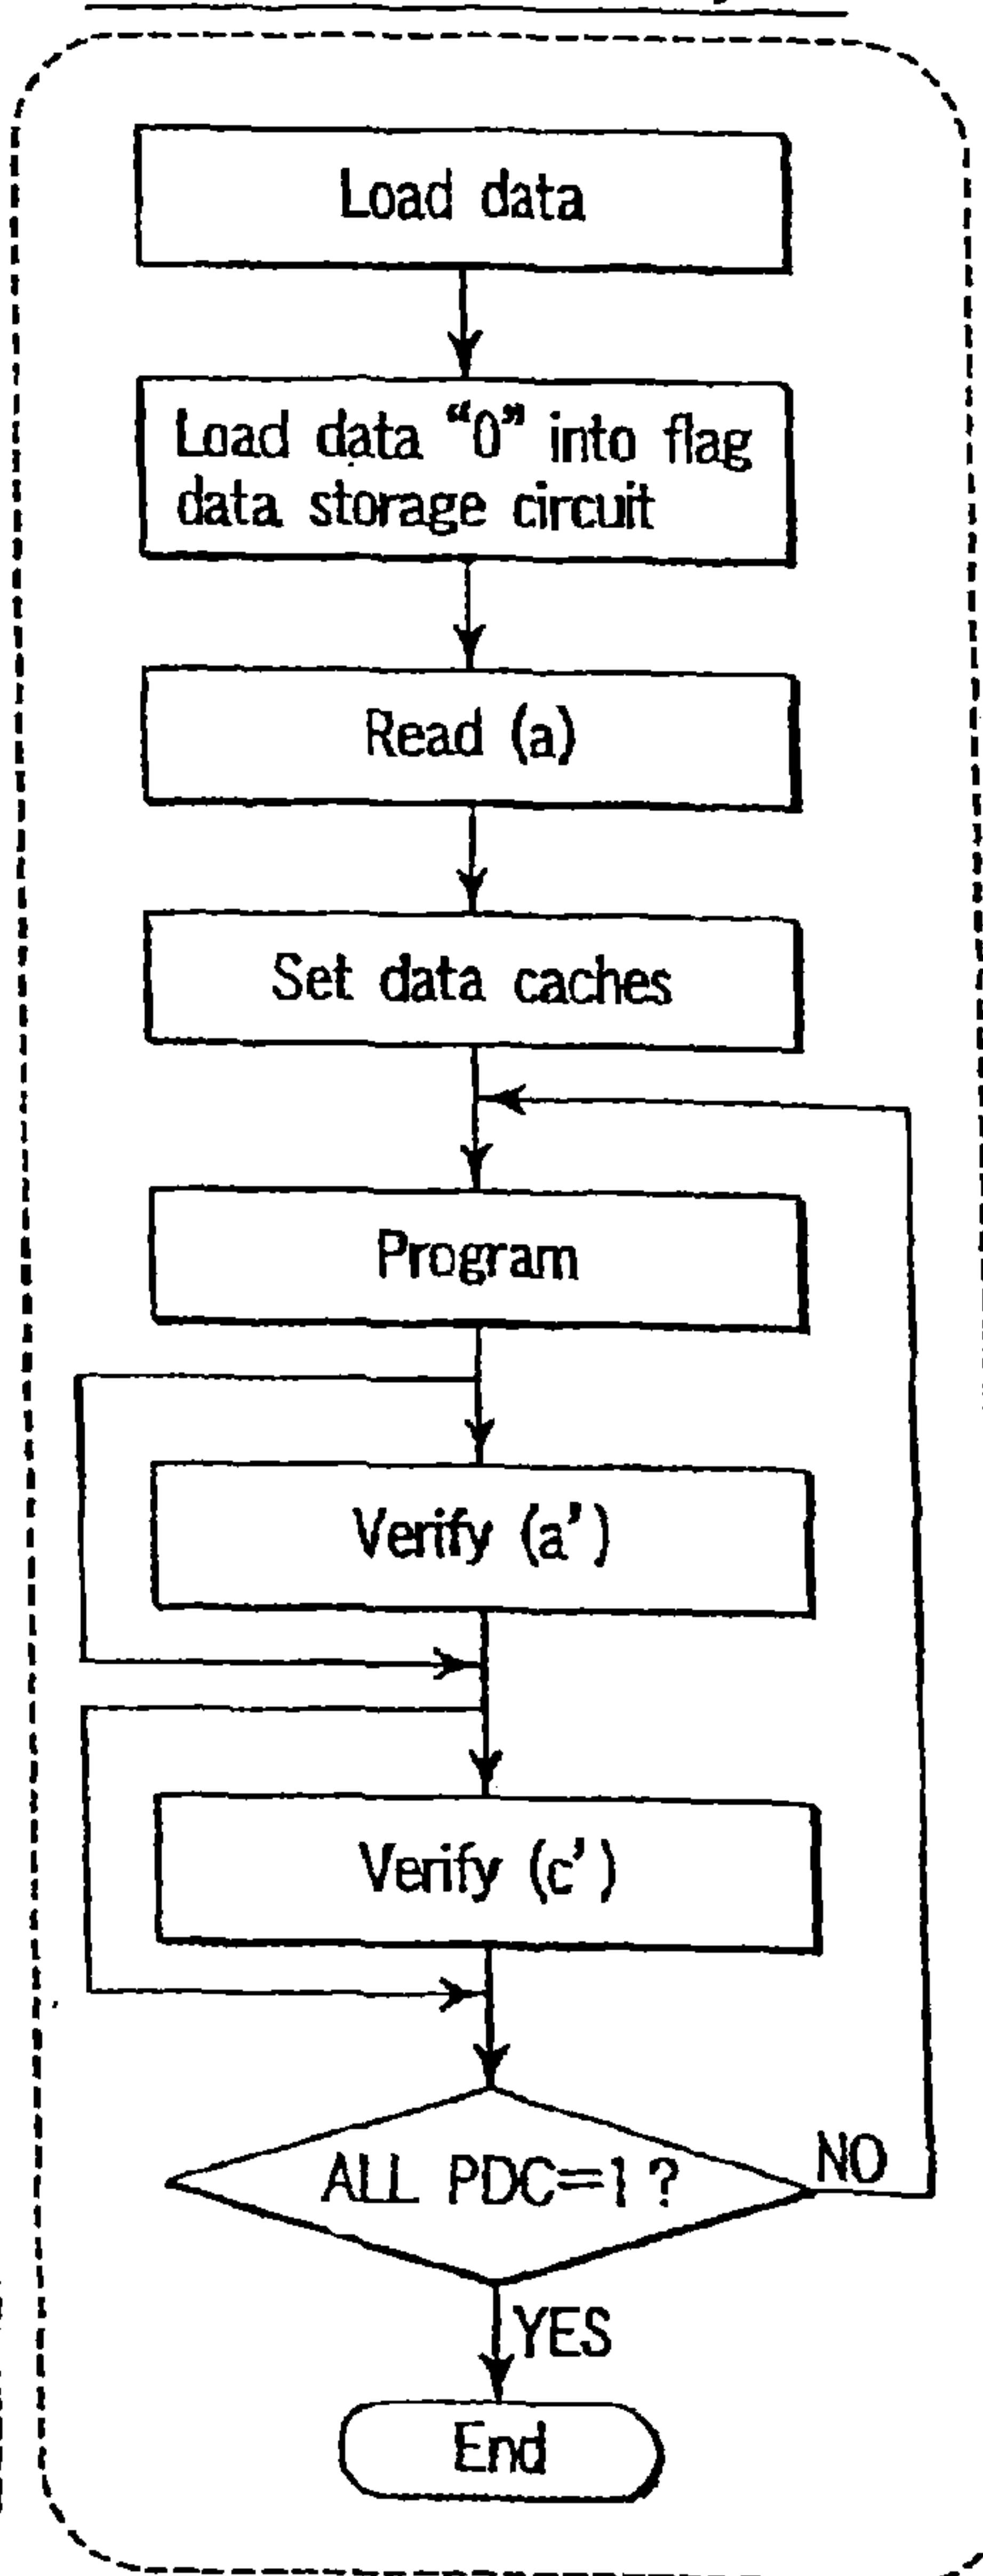 Load data
Load data “0” into flag
data storage circuit
Read (a)
Set data caches
Program
Verify (a’)
Verify (c’)
ALL PDC=1 ?
NO
YES
End